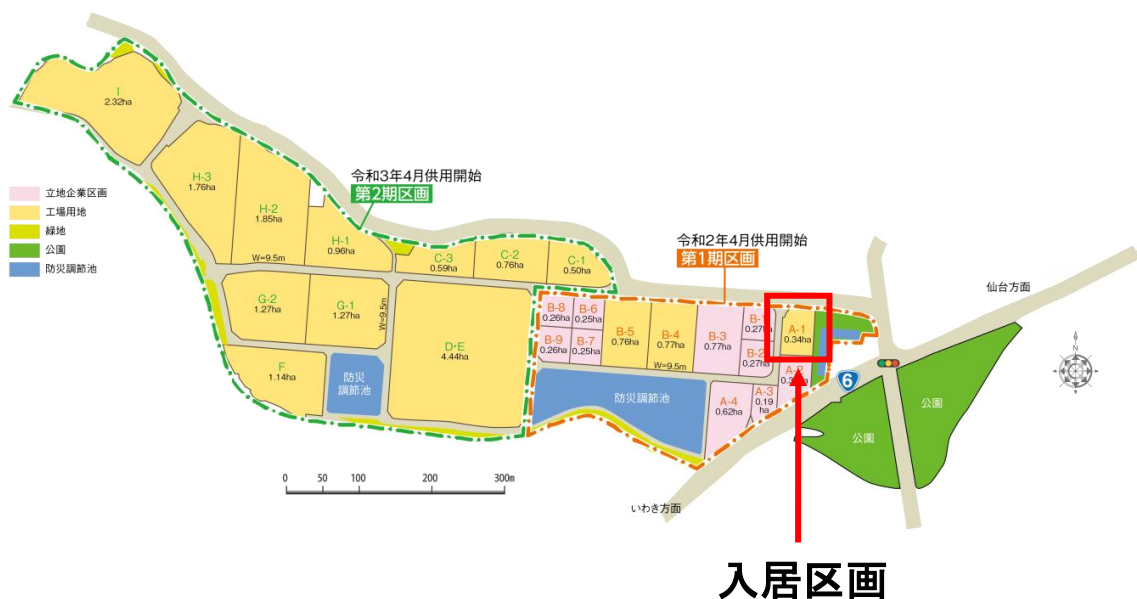 I
2.32ha
H-3
1.76ha
H-2
1.85ha
H-1
0.96ha
W=9.5m
令和3年4月供用開始
第2期区画
立地企業区画
工場用地
緑地
公園
防災調節池
C-3
0.59ha
C-2
0.76ha
C-1
0.50ha
G-2
1.27ha
G-1
1.27ha
W=9.5m
F
1.14ha
防災
調節池
D・E
4.44ha
令和2年4月供用開始
第1期区画
B-8
0.26ha
B-6
0.25ha
B-9
0.26ha
B-7
0.25ha
B-5
0.76ha
B-4
0.77ha
W=9.5m
B-3
0.77ha
B-1
0.27ha
B-2
0.27ha
A-1
0.34ha
A-2
A-3
0.19
ha
A-4
0.62ha
防災調節池
6
仙台方面
N
公園
公園
いわき方面
0 50 100 200 300m
入居区画